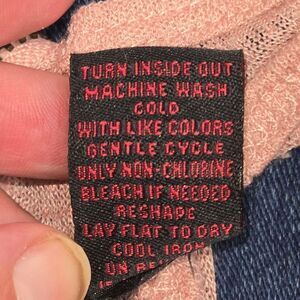 TURN INSIDE OUT
MACHINE WASH
COLD
WITH LIKE COLORS
GENTLE CYCLE
ONLY NON-CHLORINE
BLEACH IF NEEDED
RESHAPE
LAY FLAT TO DRY
COOL IRON
ON